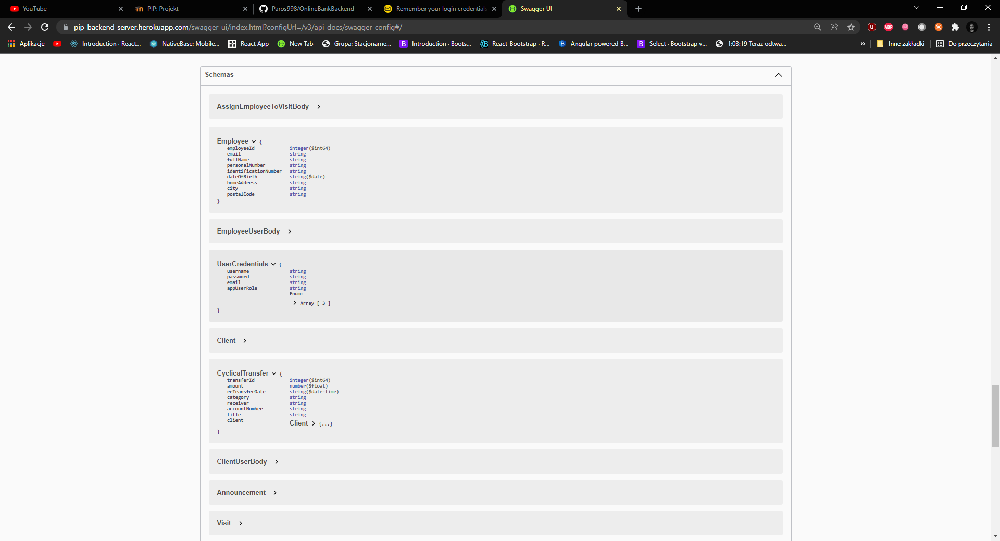 YouTube
PIP: Projekt
Paros998/OnlineBankBackend
Remember your login credentials
Swagger UI
pip-backend-server.herokuapp.com/swagger-ui/index.html?configUrl=/v3/api-docs/swagger-config#/
Aplikacje
Introduction · React...
NativeBase: Mobile...
React App
New Tab
Grupa: Stacjonarne...
Introduction · Boots...
React-Bootstrap · R...
Angular powered B...
Select · Bootstrap v...
1:03:19 Teraz odtwa...
»
Inne zakładki
Do przeczytania
Schemas
AssignEmployeeToVisitBody
Employee {
employeeId integer($int64)
email string
fullName string
personalNumber string
identificationNumber string
dateOfBirth string($date)
homeAddress string
city string
postalCode string
}
EmployeeUserBody
UserCredentials {
username string
password string
email string
appUserRole string
Enum:
Array [ 3 ]
}
Client
CyclicalTransfer {
transferId integer($int64)
amount number($float)
reTransferDate string($date-time)
category string
receiver string
accountNumber string
title string
client Client {...}
}
ClientUserBody
Announcement
Visit